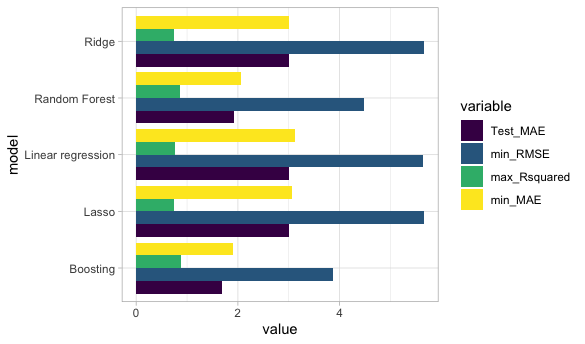 Ridge
Random Forest
Linear regression
Lasso
Boosting
model
0 2 4
value
variable
Test_MAE
min_RMSE
max_Rsquared
min_MAE